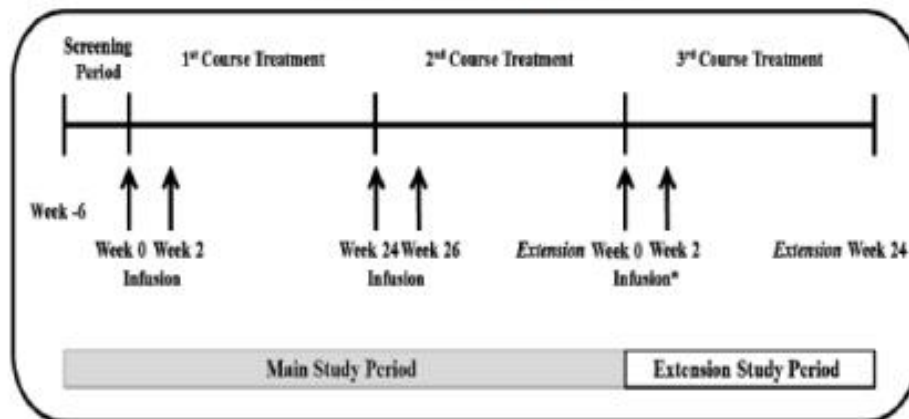 Screening
Period
1st Course Treatment
2nd Course Treatment
3rd Course Treatment
Week -6
Week 0 Week 2
Infusion
Week 24 Week 26
Infusion
Extension Week 0 Week 2
Infusion*
Extension Week 24
Main Study Period
Extension Study Period